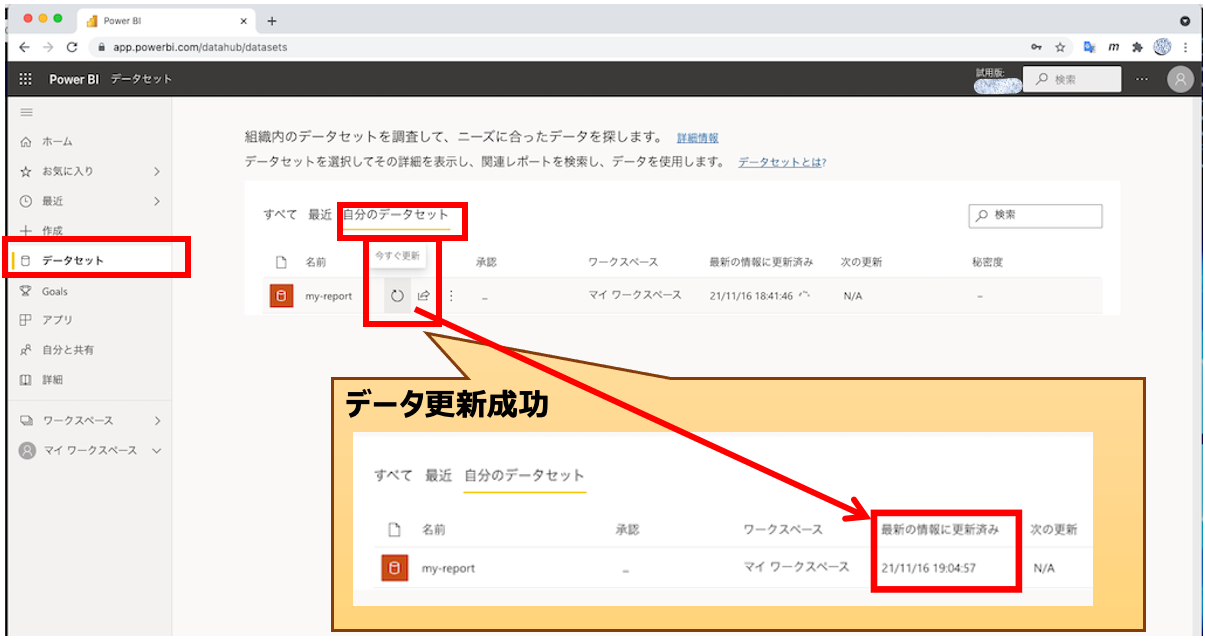 Power BI
app.powerbi.com/datahub/datasets
Power BI データセット 試用版: 検索
ホーム
お気に入り
最近
作成
データセット
Goals
アプリ
自分と共有
詳細
ワークスペース
マイ ワークスペース
組織内のデータセットを調査して、ニーズに合ったデータを探します。 詳細情報
データセットを選択してその詳細を表示し、関連レポートを検索し、データを使用します。 データセットとは?
すべて 最近 自分のデータセット 検索
今すぐ更新
名前 承認 ワークスペース 最新の情報に更新済み 次の更新 秘密度
my-report – マイ ワークスペース 21/11/16 18:41:46 N/A –
データ更新成功
すべて 最近 自分のデータセット
名前 承認 ワークスペース 最新の情報に更新済み 次の更新
my-report – マイ ワークスペース 21/11/16 19:04:57 N/A